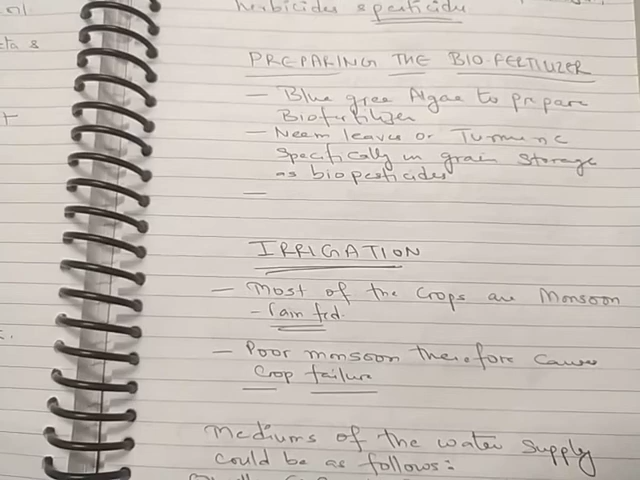 herbicides & pesticides
PREPARING THE BIO-FERTILIZER
- Blue gree Algae to prepare
Biofertilizer
- Neem leaves or Turmeric
Specifically in grain storage
as biopesticides
-
IRRIGATION
- Most of the Crops are Monsoon
- rain fed.
- Poor monsoon therefore cause
Crop failure
Mediums of the water supply
could be as follows: